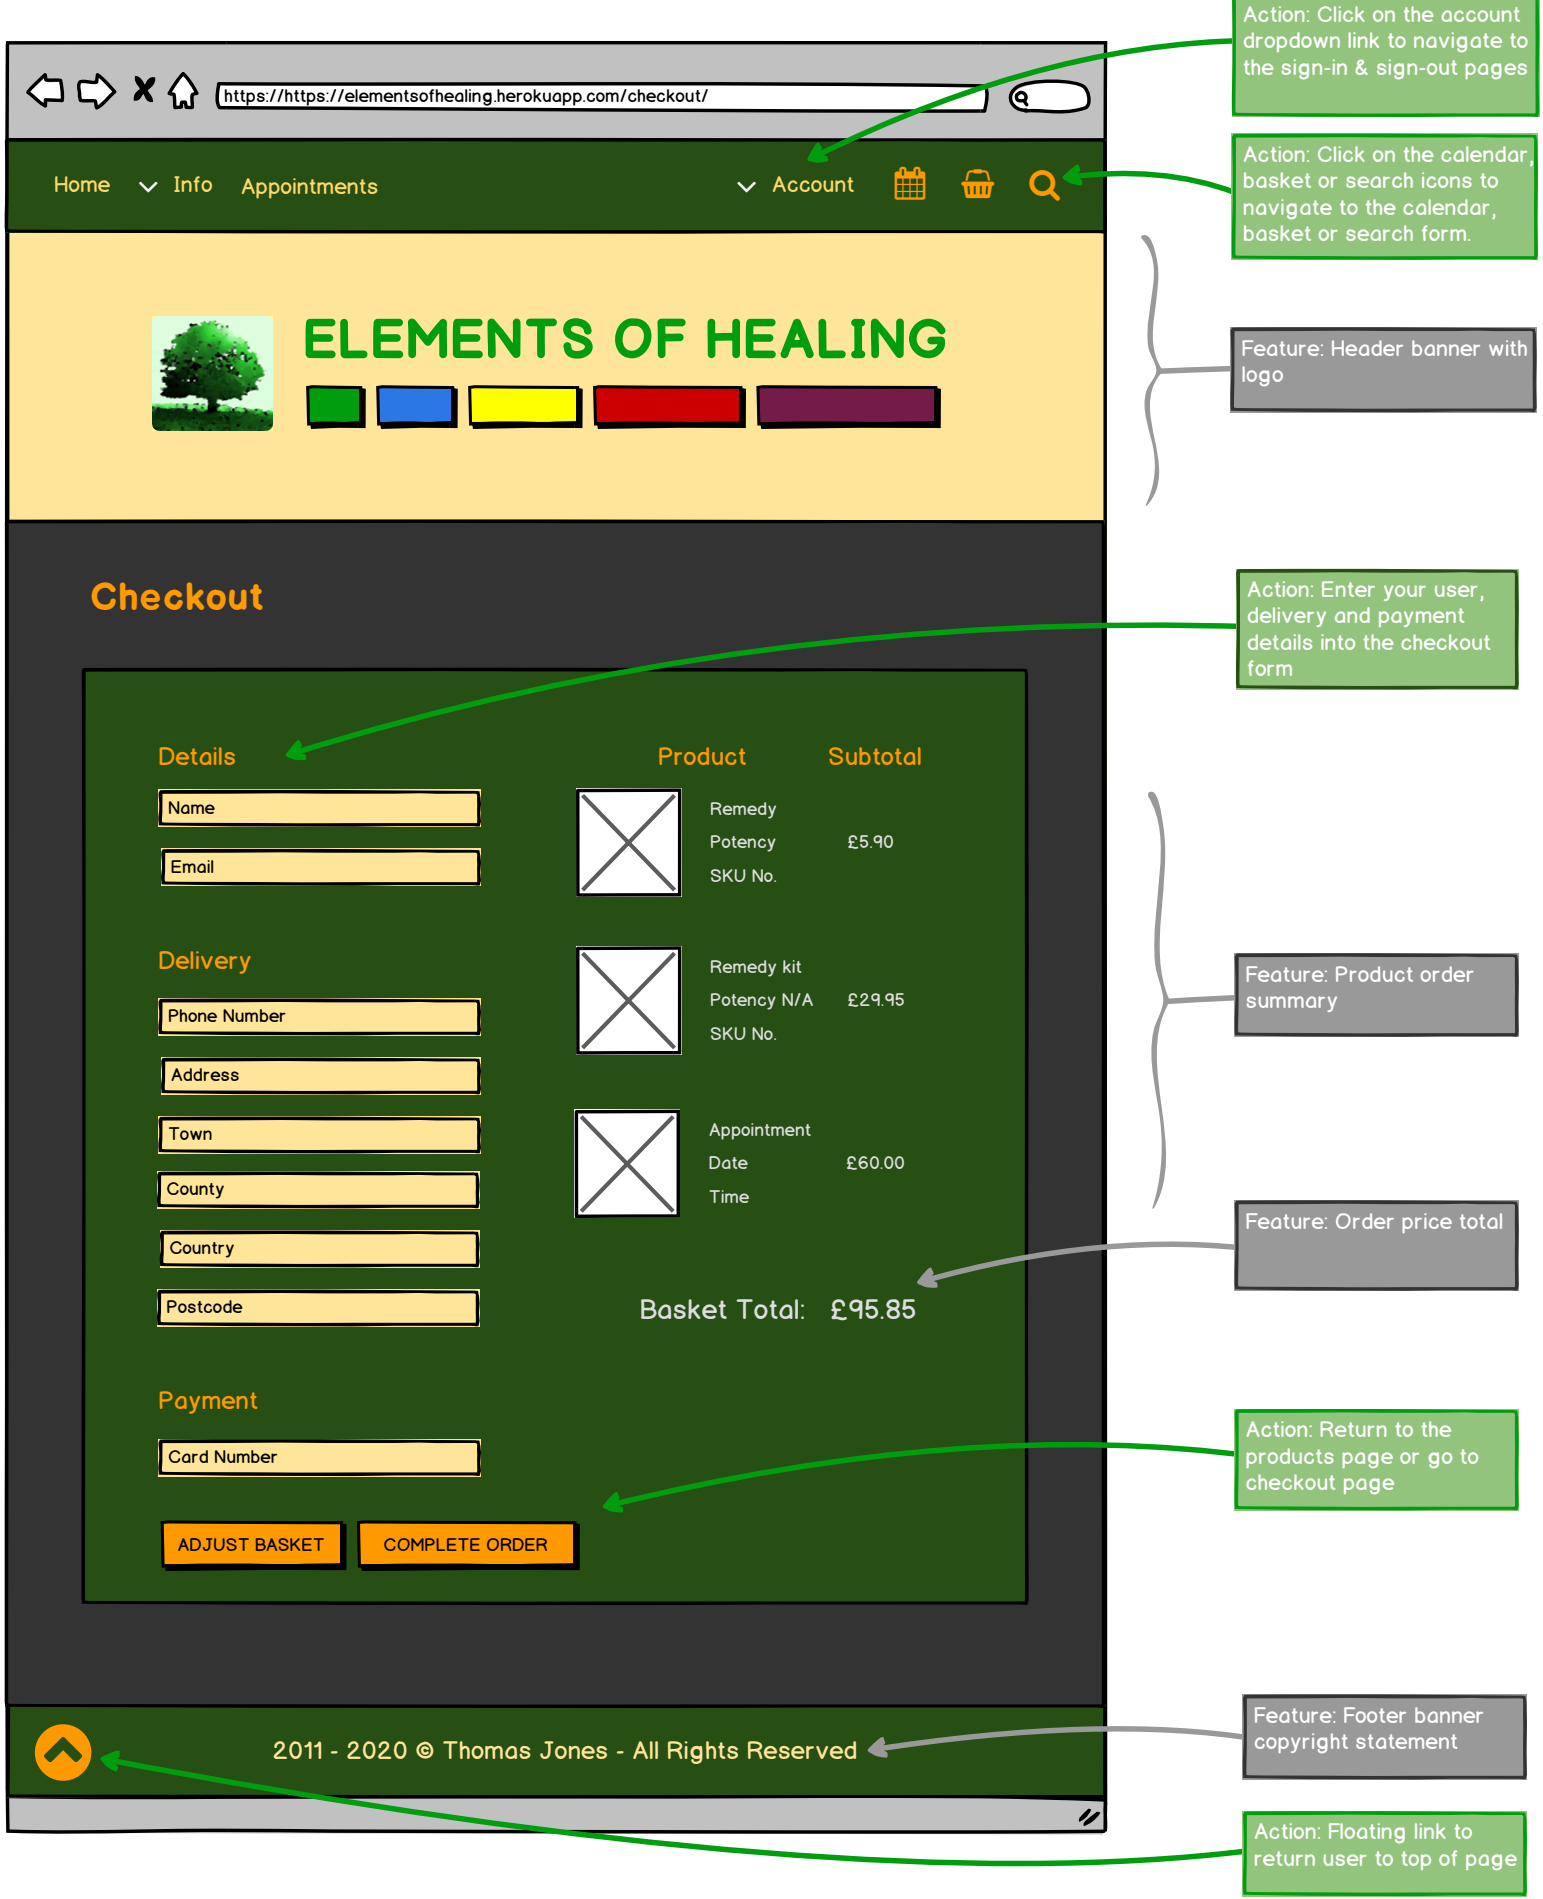 Action: Click on the account
dropdown link to navigate to
the sign-in & sign-out pages
https://https://elementsofhealing.herokuapp.com/checkout/
Action: Click on the calendar,
basket or search icons to
navigate to the calendar,
basket or search form.
Home
Info
Appointments
Account
ELEMENTS OF HEALING
Feature: Header banner with
logo
Checkout
Action: Enter your user,
delivery and payment
details into the checkout
form
Details
Name
Email
Delivery
Phone Number
Address
Town
County
Country
Postcode
Payment
Card Number
ADJUST BASKET
COMPLETE ORDER
Product
Subtotal
Remedy
Potency
£5.90
SKU No.
Remedy kit
Potency N/A
£29.95
SKU No.
Appointment
Date
£60.00
Time
Basket Total: £95.85
Feature: Product order
summary
Feature: Order price total
Action: Return to the
products page or go to
checkout page
2011 - 2020 © Thomas Jones - All Rights Reserved
Feature: Footer banner
copyright statement
Action: Floating link to
return user to top of page